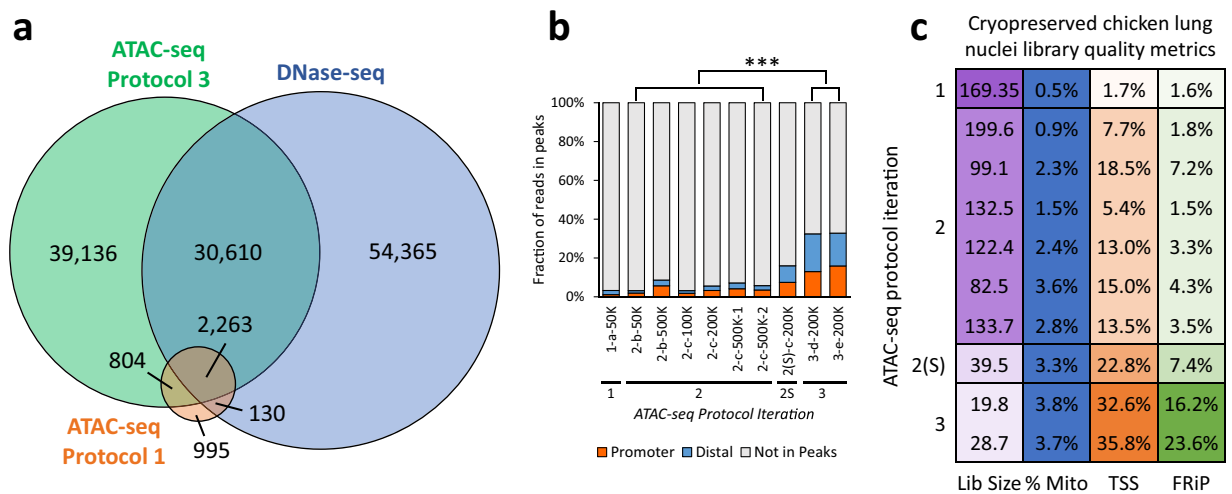 a
ATAC-seq
Protocol 3
DNase-seq
39,136
30,610
54,365
2,263
804
130
995
ATAC-seq
Protocol 1
b
***
Fraction of reads in peaks
100%
80%
60%
40%
20%
0%
1-a-50K
2-b-50K
2-b-500K
2-c-100K
2-c-200K
2-c-500K-1
2-c-500K-2
2(S)-c-200K
3-d-200K
3-e-200K
1
2
2S
3
ATAC-seq Protocol Iteration
Promoter
Distal
Not in Peaks
c
Cryopreserved chicken lung
nuclei library quality metrics
ATAC-seq protocol iteration
1
169.35 0.5% 1.7% 1.6%
2
199.6 0.9% 7.7% 1.8%
99.1 2.3% 18.5% 7.2%
132.5 1.5% 5.4% 1.5%
122.4 2.4% 13.0% 3.3%
82.5 3.6% 15.0% 4.3%
133.7 2.8% 13.5% 3.5%
2(S)
39.5 3.3% 22.8% 7.4%
3
19.8 3.8% 32.6% 16.2%
28.7 3.7% 35.8% 23.6%
Lib Size % Mito TSS FRiP